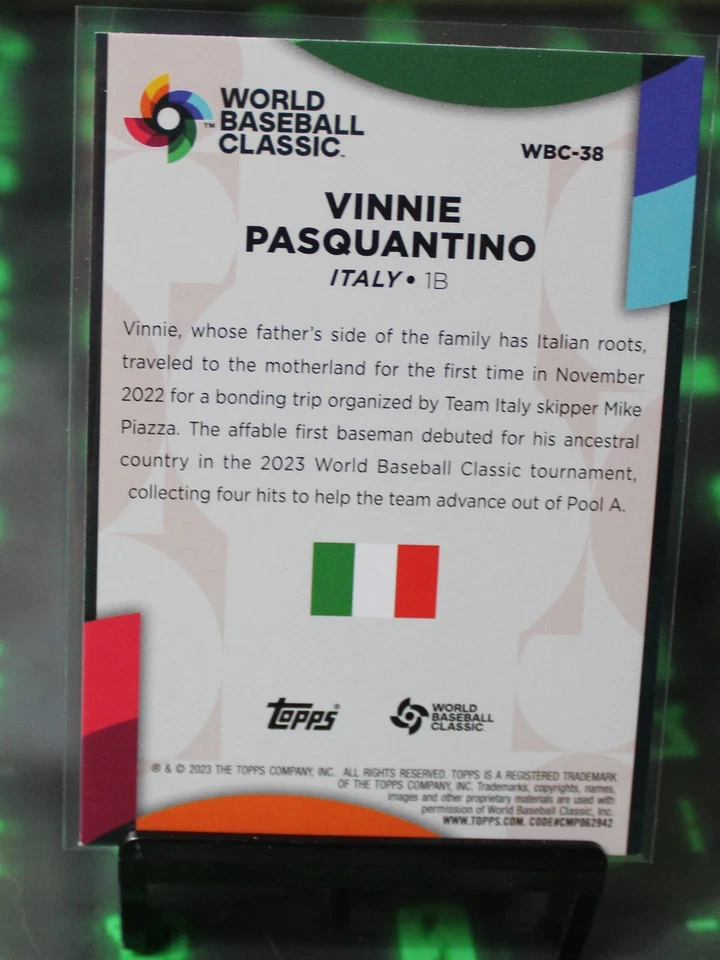 WORLD
BASEBALL
CLASSIC™
WBC-38
VINNIE
PASQUANTINO
ITALY • 1B
Vinnie, whose father's side of the family has Italian roots,
traveled to the motherland for the first time in November
2022 for a bonding trip organized by Team Italy skipper Mike
Piazza. The affable first baseman debuted for his ancestral
country in the 2023 World Baseball Classic tournament,
collecting four hits to help the team advance out of Pool A.
Topps®
WORLD
BASEBALL
CLASSIC
® & © 2023 THE TOPPS COMPANY, INC. ALL RIGHTS RESERVED. TOPPS IS A REGISTERED TRADEMARK
OF THE TOPPS COMPANY, INC. Trademarks, copyrights, names,
images and other proprietary materials are used with
permission of World Baseball Classic, Inc.
WWW.TOPPS.COM. CODE#CMP062942